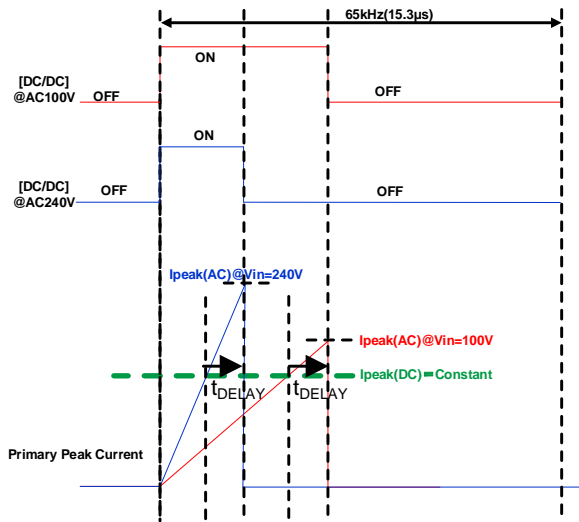 65kHz(15.3μs)
ON
[DC/DC]
@AC100V
OFF
OFF
ON
[DC/DC]
@AC240V
OFF
OFF
Ipeak(AC)@Vin=240V
Ipeak(AC)@Vin=100V
Ipeak(DC)=Constant
tDELAY
tDELAY
Primary Peak Current